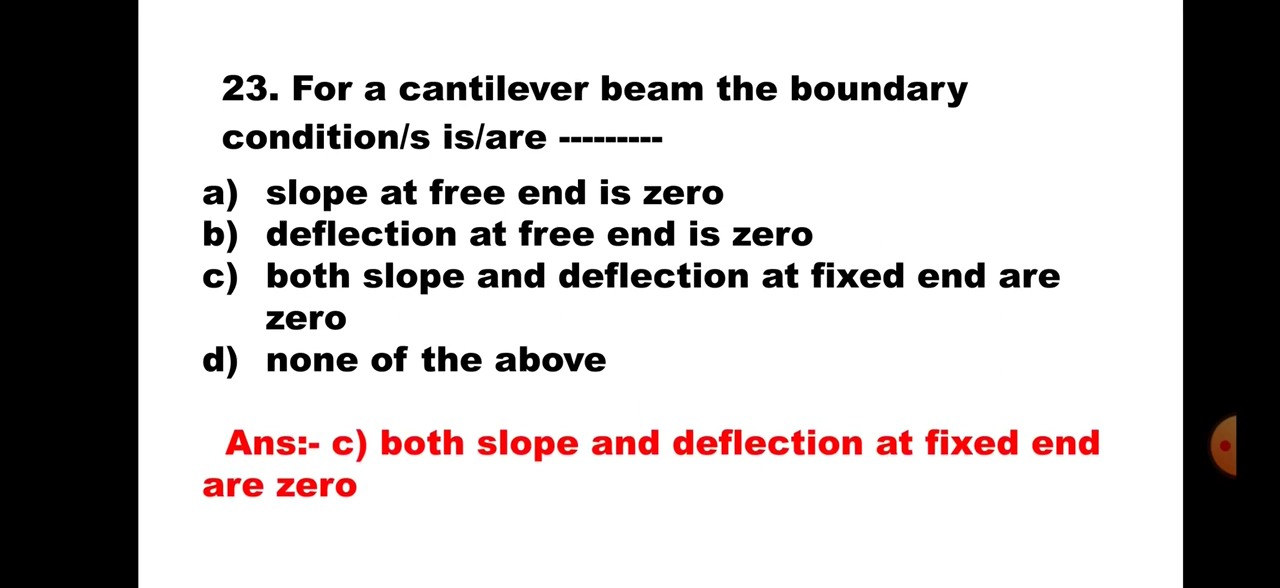 23. For a cantilever beam the boundary
condition/s is/are ---------
a) slope at free end is zero
b) deflection at free end is zero
c) both slope and deflection at fixed end are
zero
d) none of the above
Ans:- c) both slope and deflection at fixed end
are zero